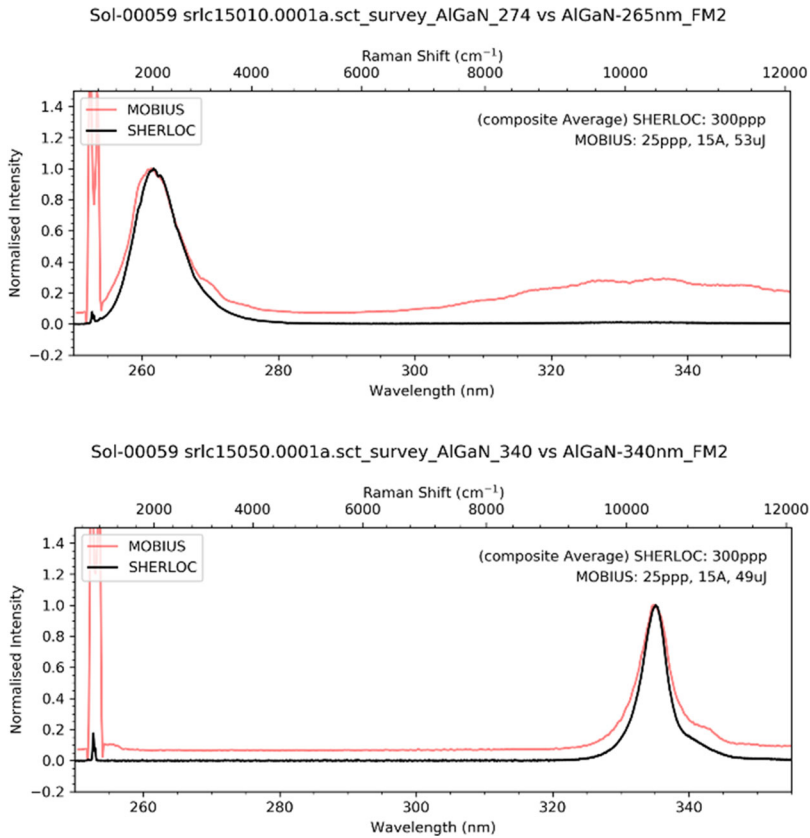 Sol-00059 srlc15010.0001a.sct_survey_AlGaN_274 vs AlGaN-265nm_FM2
Raman Shift (cm⁻¹)
2000 4000 6000 8000 10000 12000
MOBIUS
SHERLOC
(composite Average) SHERLOC: 300ppp
MOBIUS: 25ppp, 15A, 53uJ
Normalised Intensity
1.4
1.2
1.0
0.8
0.6
0.4
0.2
0.0
−0.2
260 280 300 320 340
Wavelength (nm)
Sol-00059 srlc15050.0001a.sct_survey_AlGaN_340 vs AlGaN-340nm_FM2
Raman Shift (cm⁻¹)
2000 4000 6000 8000 10000 12000
MOBIUS
SHERLOC
(composite Average) SHERLOC: 300ppp
MOBIUS: 25ppp, 15A, 49uJ
Normalised Intensity
1.4
1.2
1.0
0.8
0.6
0.4
0.2
0.0
−0.2
260 280 300 320 340
Wavelength (nm)